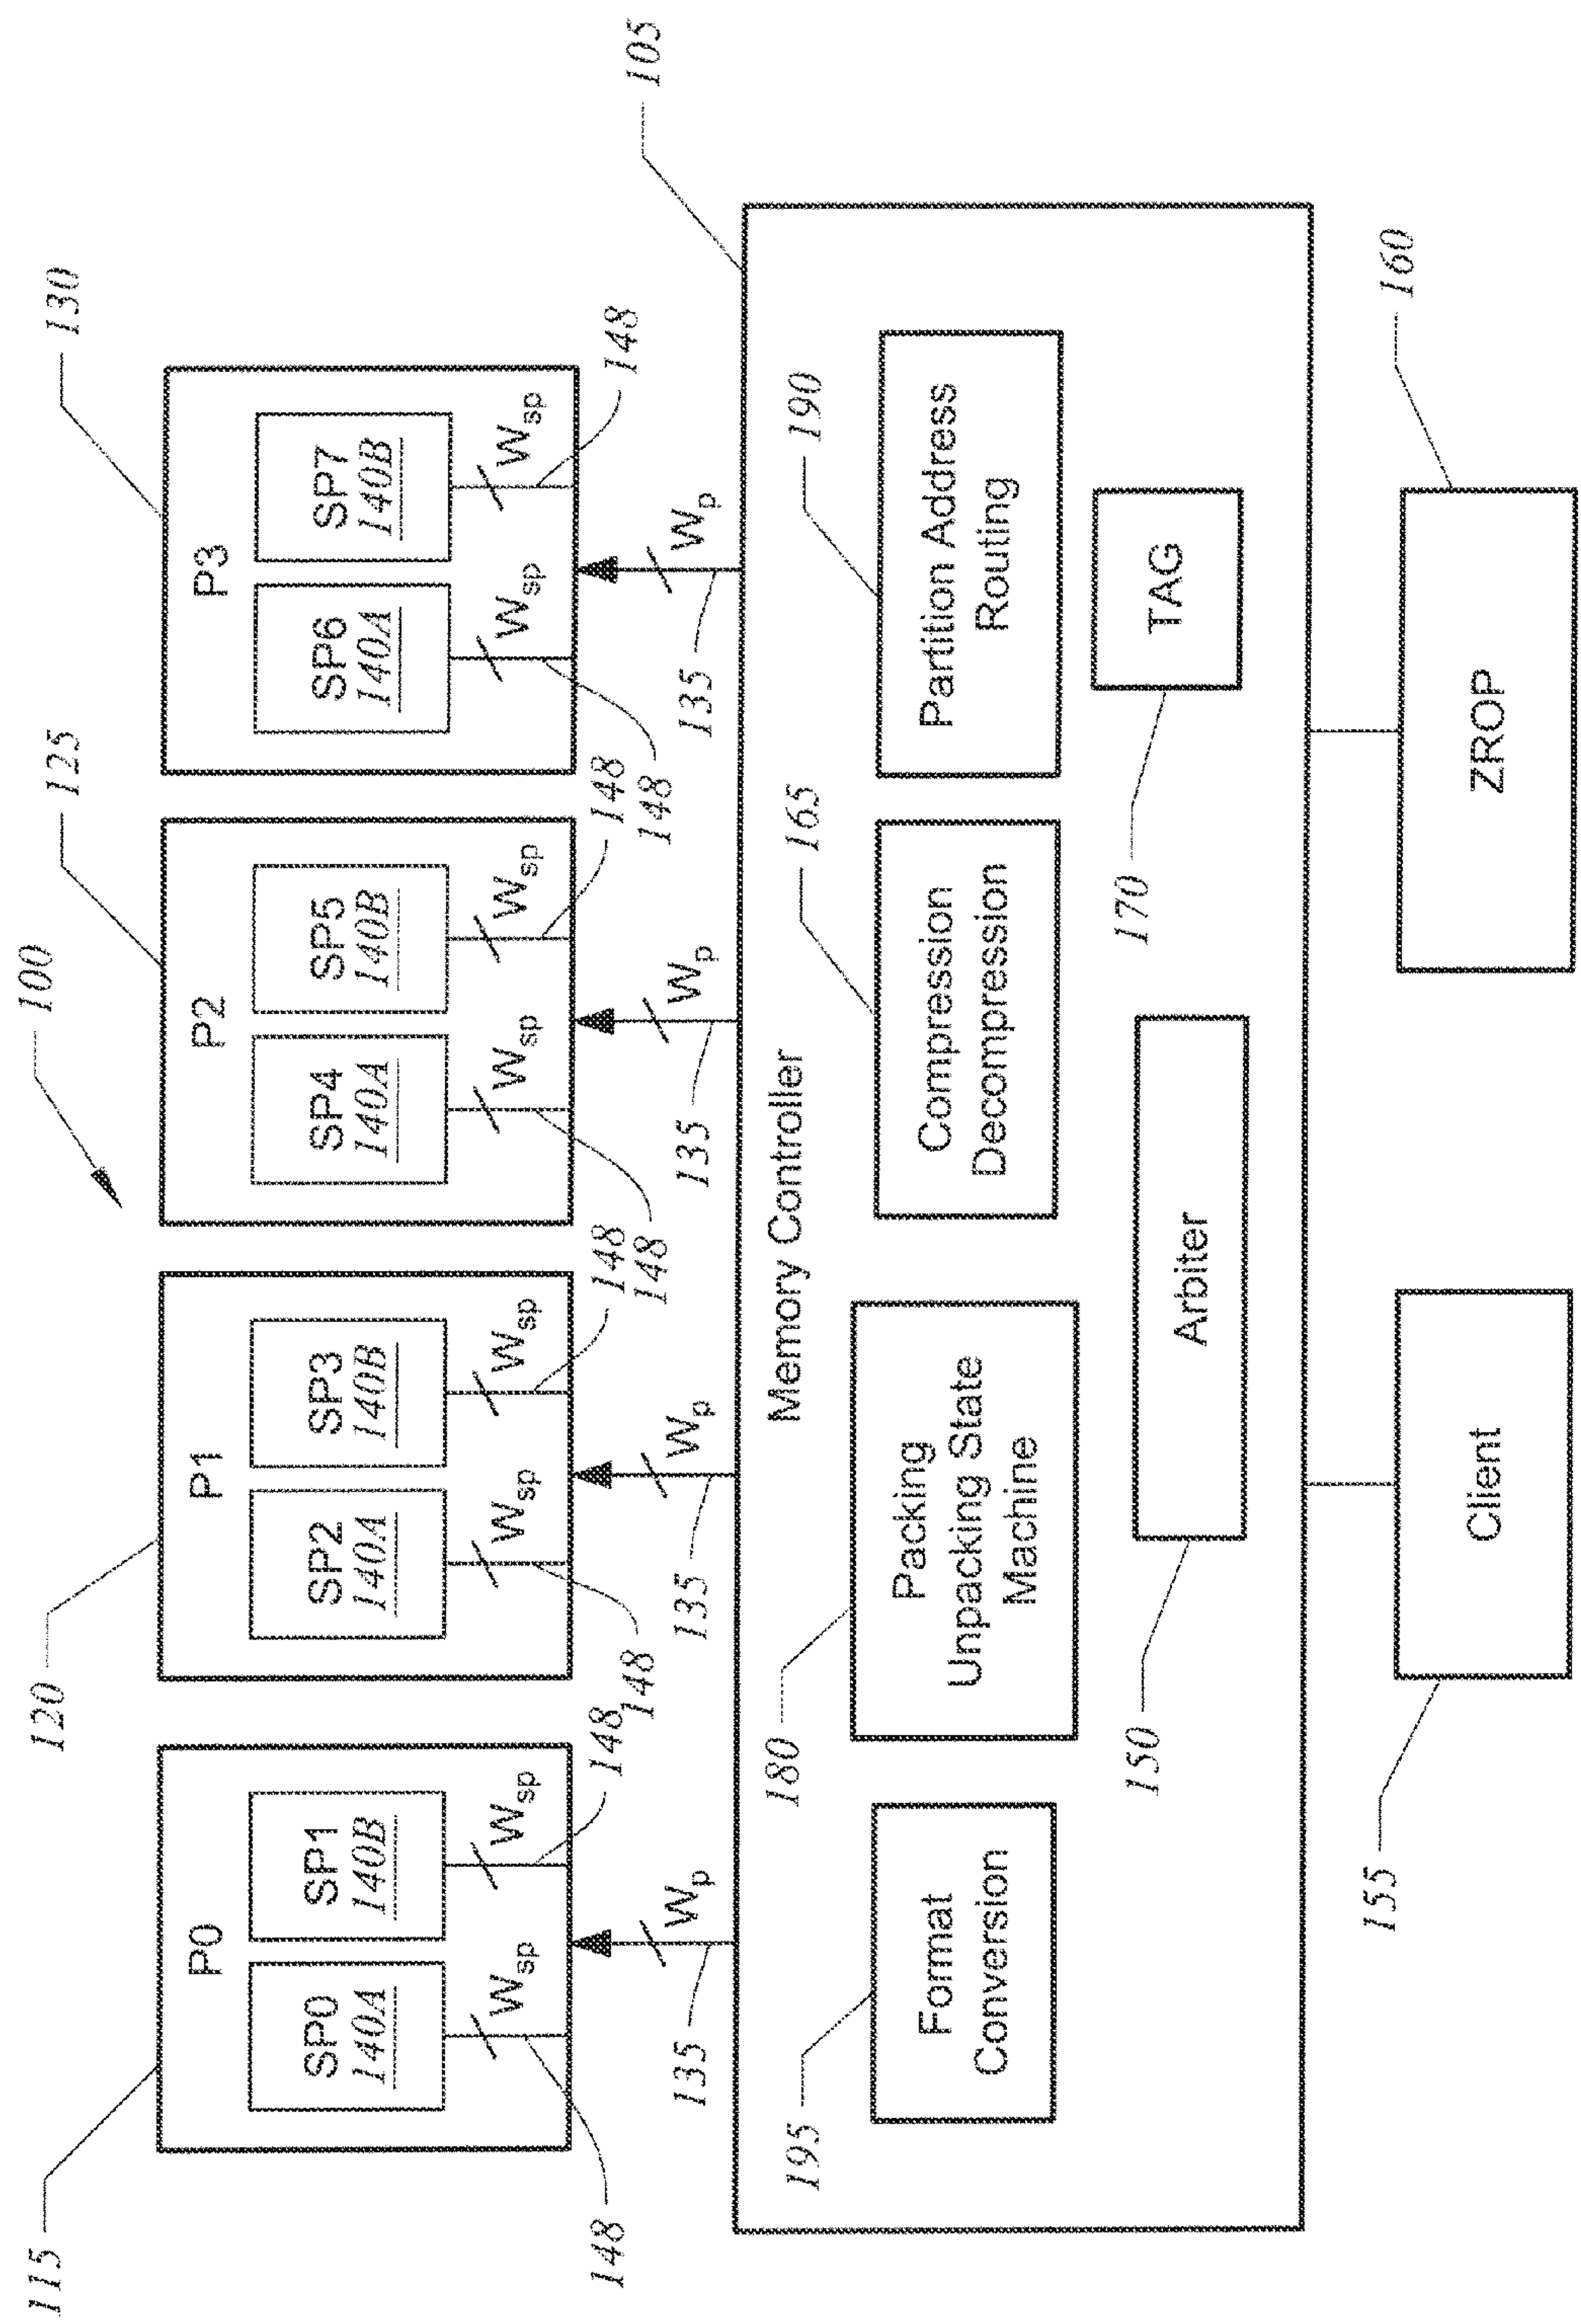 100
115
120
125
130
P0
P1
P2
P3
SP0
140A
SP1
140B
SP2
140A
SP3
140B
SP4
140A
SP5
140B
SP6
140A
SP7
140B
Wsp
Wsp
Wsp
Wsp
Wsp
Wsp
Wsp
Wsp
148
148
148
148
148
148
148
148
135
Wp
135
Wp
135
Wp
135
Wp
105
Memory Controller
195
Format
Conversion
180
Packing
Unpacking State
Machine
165
Compression
Decompression
190
Partition Address
Routing
150
Arbiter
170
TAG
155
Client
160
ZROP